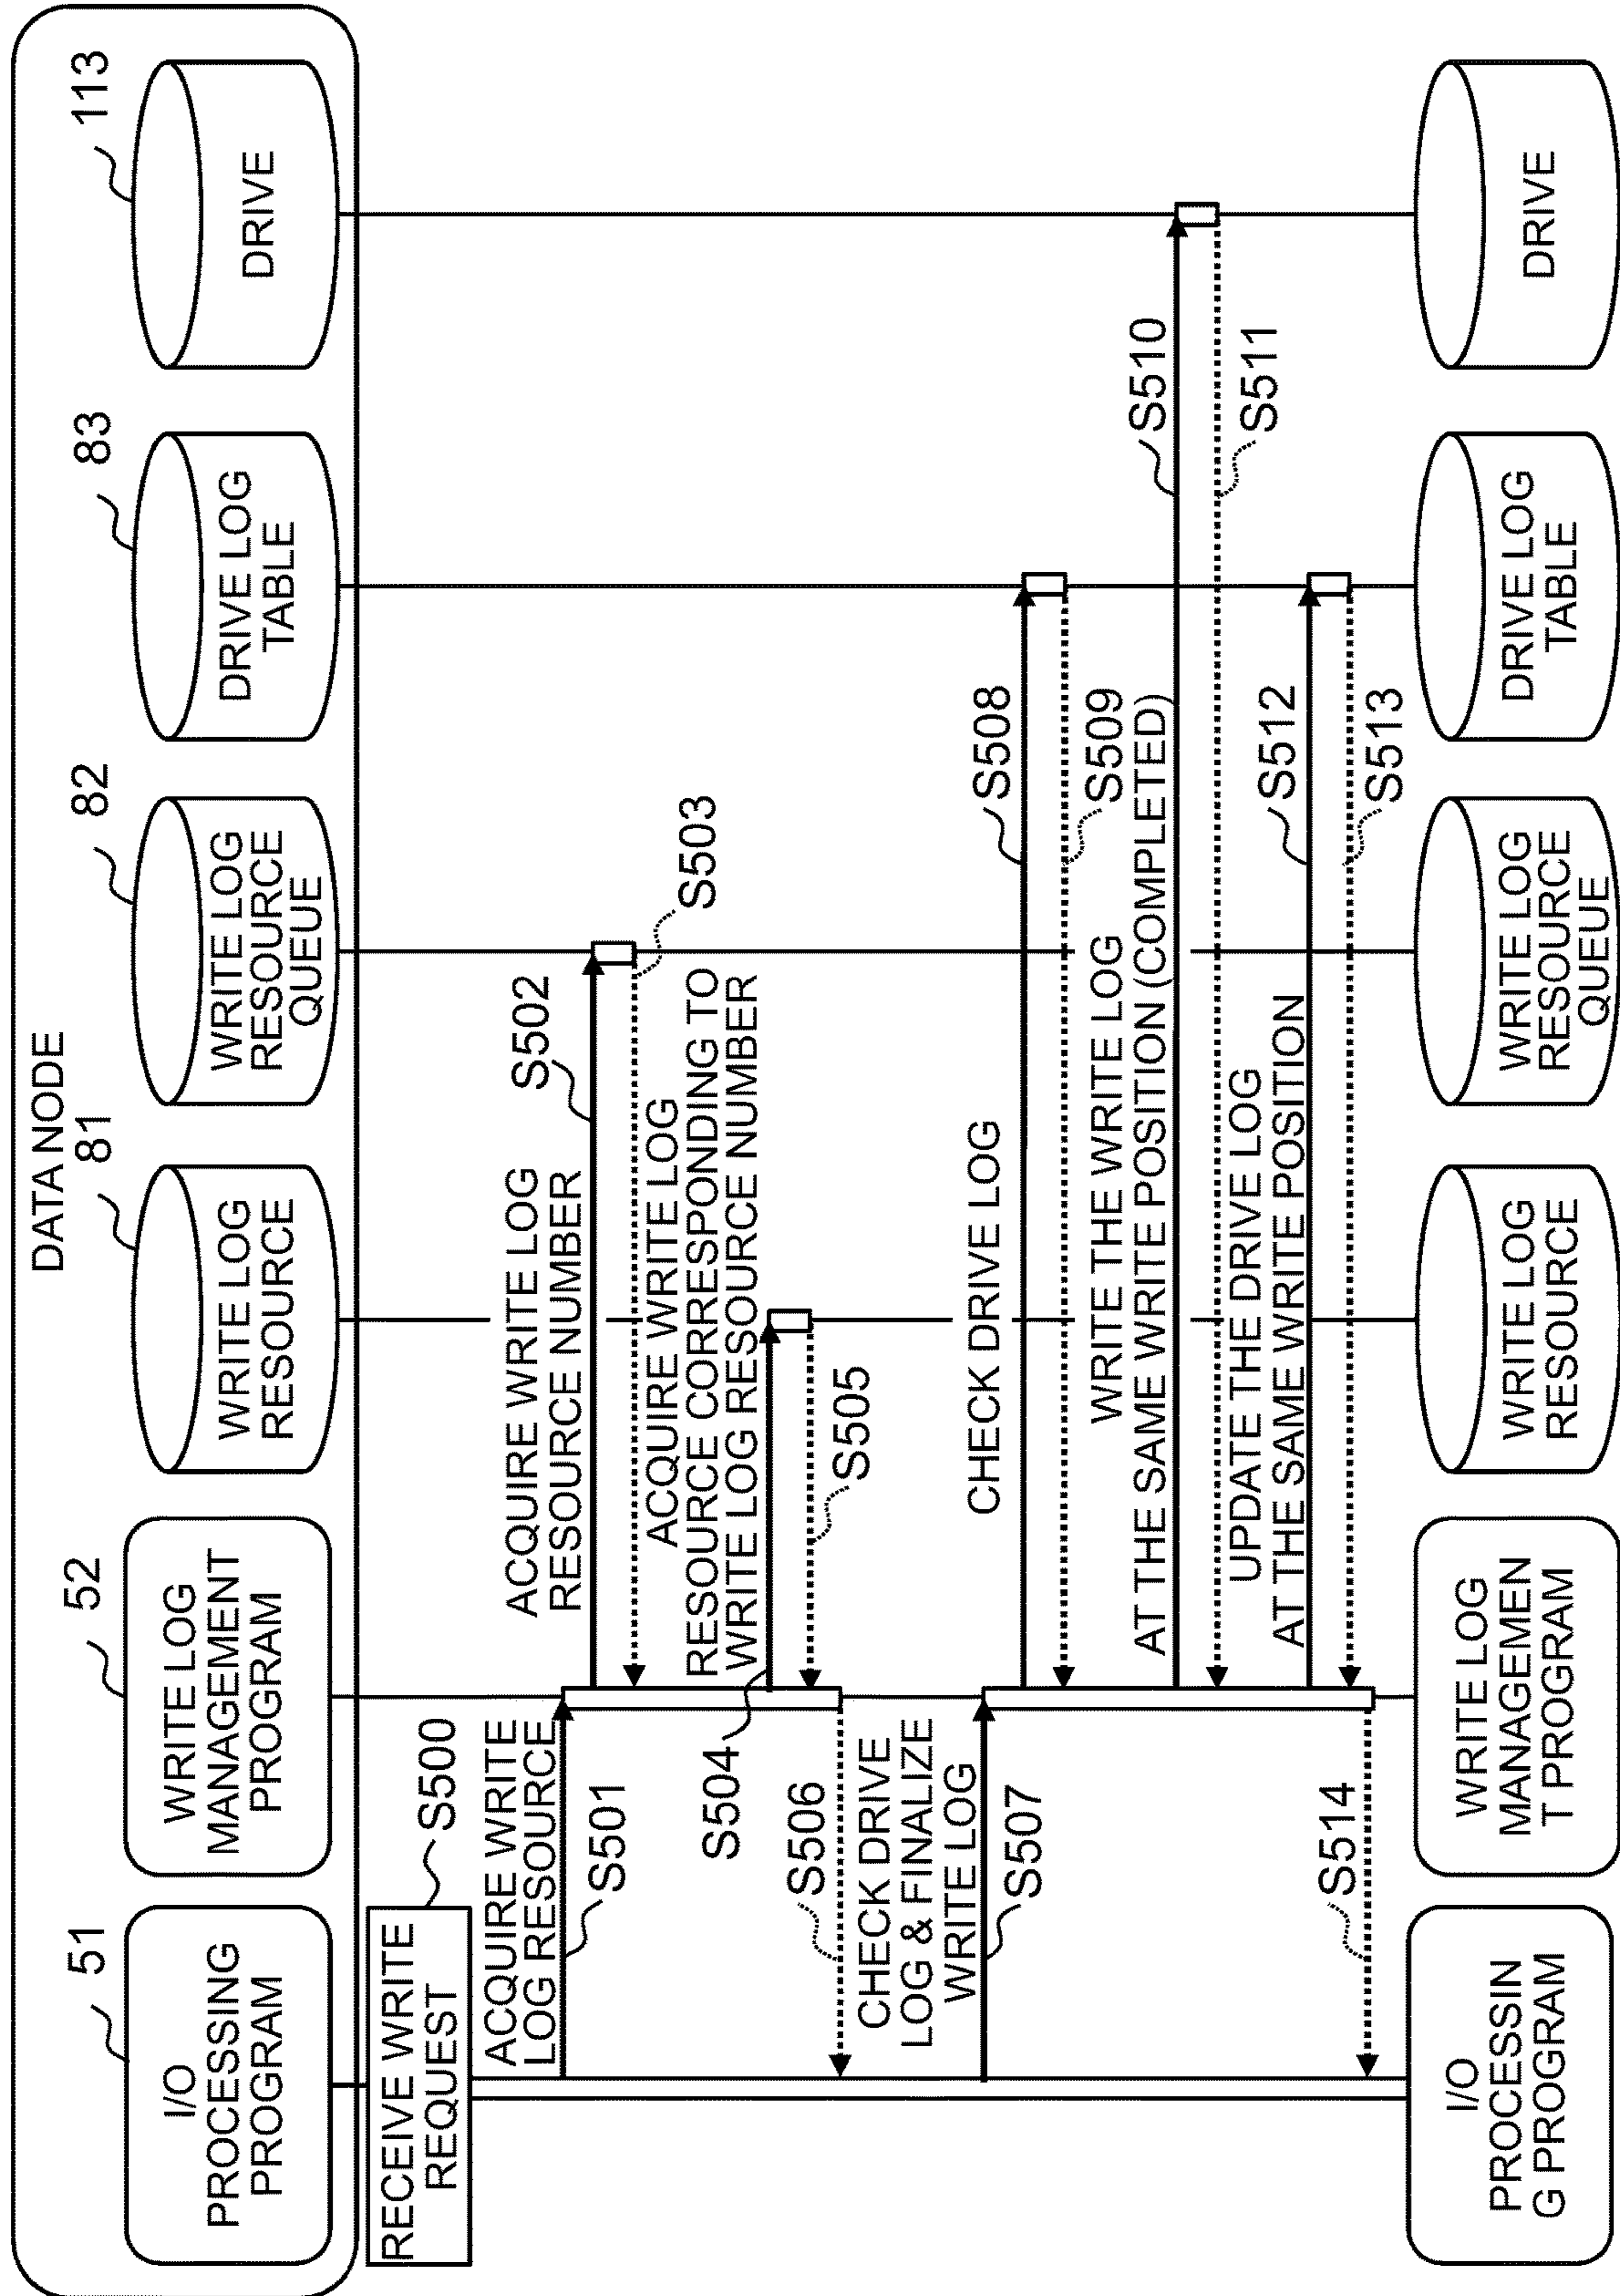 DATA NODE
51
I/O
PROCESSING
PROGRAM
52
WRITE LOG
MANAGEMENT
PROGRAM
81
WRITE LOG
RESOURCE
82
WRITE LOG
RESOURCE
QUEUE
83
DRIVE LOG
TABLE
113
DRIVE
RECEIVE WRITE
REQUEST
S500
ACQUIRE WRITE
LOG RESOURCE
S501
ACQUIRE WRITE LOG
RESOURCE NUMBER
S502
S503
ACQUIRE WRITE LOG
RESOURCE CORRESPONDING TO
WRITE LOG RESOURCE NUMBER
S504
S505
S506
CHECK DRIVE
LOG & FINALIZE
WRITE LOG
S507
CHECK DRIVE LOG
S508
S509
WRITE THE WRITE LOG
AT THE SAME WRITE POSITION (COMPLETED)
S510
S511
UPDATE THE DRIVE LOG
AT THE SAME WRITE POSITION
S512
S513
S514
I/O
PROCESSIN
G PROGRAM
WRITE LOG
MANAGEMEN
T PROGRAM
WRITE LOG
RESOURCE
WRITE LOG
RESOURCE
QUEUE
DRIVE LOG
TABLE
DRIVE